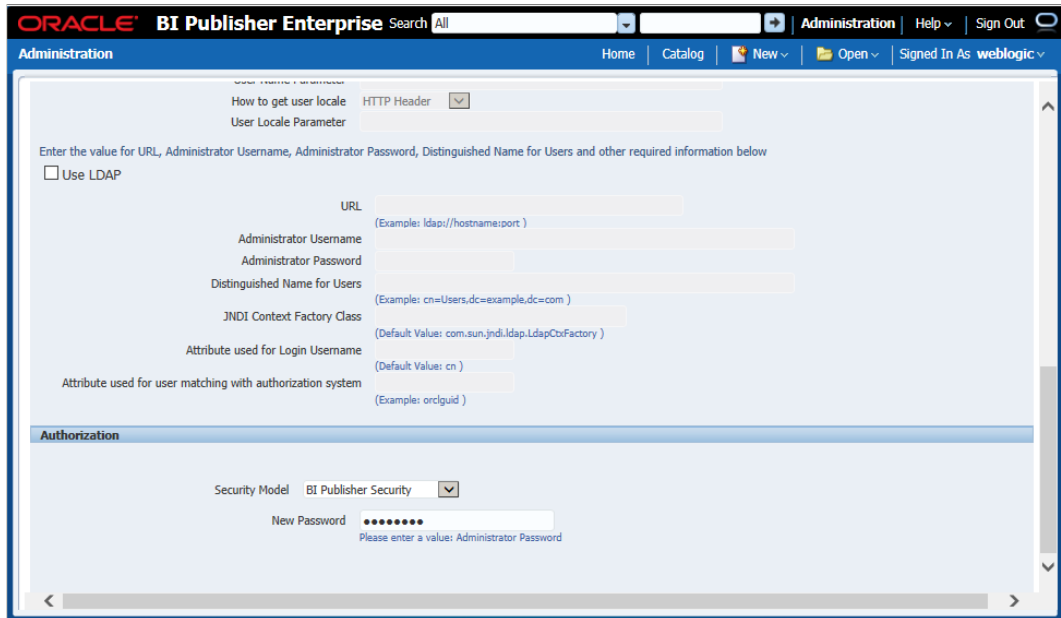 ORACLE BI Publisher Enterprise Search All Administration Help Sign Out
Administration Home Catalog New Open Signed In As weblogic
User Name Parameter
How to get user locale HTTP Header
User Locale Parameter
Enter the value for URL, Administrator Username, Administrator Password, Distinguished Name for Users and other required information below
Use LDAP
URL
(Example: ldap://hostname:port )
Administrator Username
Administrator Password
Distinguished Name for Users
(Example: cn=Users,dc=example,dc=com )
JNDI Context Factory Class
(Default Value: com.sun.jndi.ldap.LdapCtxFactory )
Attribute used for Login Username
(Default Value: cn )
Attribute used for user matching with authorization system
(Example: orclguid )
Authorization
Security Model BI Publisher Security
New Password ••••••••
Please enter a value: Administrator Password